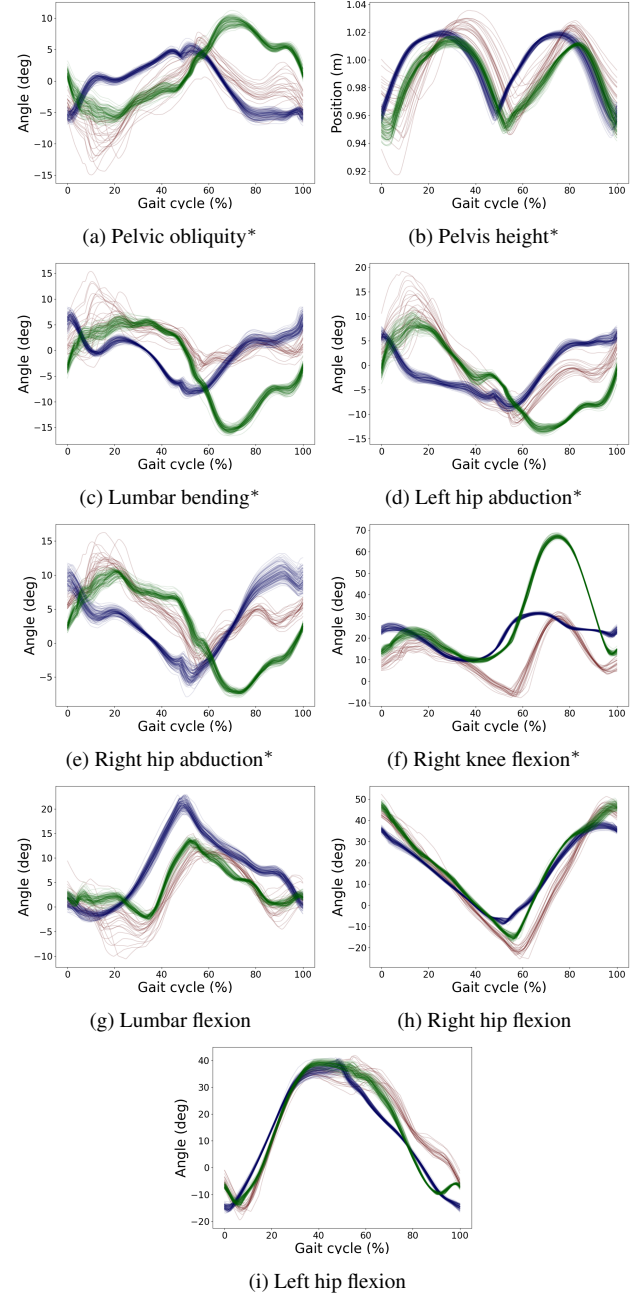 10
5
0
−5
−10
−15
Angle (deg)
0 20 40 60 80 100
Gait cycle (%)
(a) Pelvic obliquity*
1.04
1.02
1.00
0.98
0.96
0.94
0.92
Position (m)
0 20 40 60 80 100
Gait cycle (%)
(b) Pelvis height*
15
10
5
0
−5
−10
−15
Angle (deg)
0 20 40 60 80 100
Gait cycle (%)
(c) Lumbar bending*
20
15
10
5
0
−5
−10
−15
Angle (deg)
0 20 40 60 80 100
Gait cycle (%)
(d) Left hip abduction*
15
10
5
0
−5
Angle (deg)
0 20 40 60 80 100
Gait cycle (%)
(e) Right hip abduction*
70
60
50
40
30
20
10
0
−10
Angle (deg)
0 20 40 60 80 100
Gait cycle (%)
(f) Right knee flexion*
20
15
10
5
0
−5
−10
Angle (deg)
0 20 40 60 80 100
Gait cycle (%)
(g) Lumbar flexion
50
40
30
20
10
0
−10
−20
Angle (deg)
0 20 40 60 80 100
Gait cycle (%)
(h) Right hip flexion
40
30
20
10
0
−10
−20
Angle (deg)
0 20 40 60 80 100
Gait cycle (%)
(i) Left hip flexion